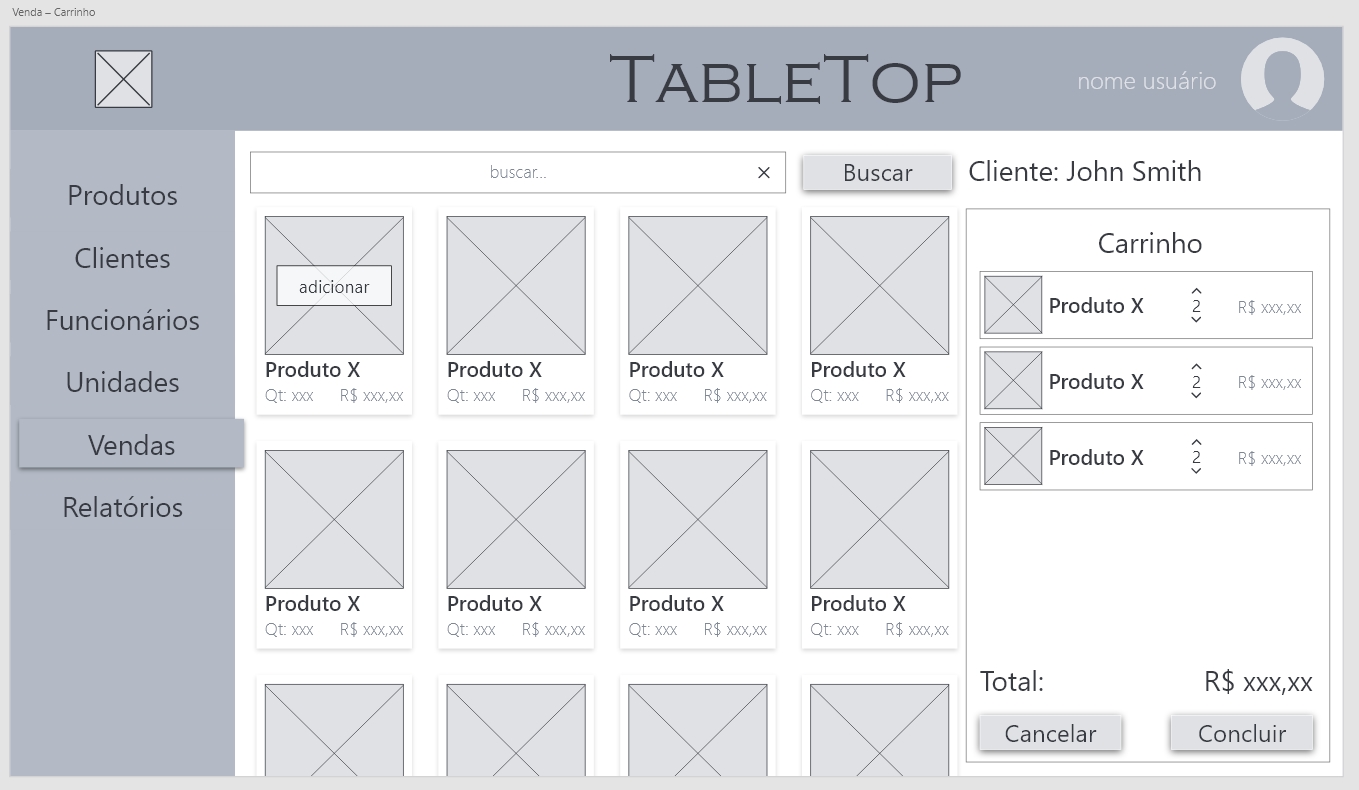 Venda – Carrinho
TableTop
nome usuário
Produtos
Clientes
Funcionários
Unidades
Vendas
Relatórios
buscar...
Buscar
adicionar
Produto X
Qt: xxx R$ xxx,xx
Produto X
Qt: xxx R$ xxx,xx
Produto X
Qt: xxx R$ xxx,xx
Produto X
Qt: xxx R$ xxx,xx
Produto X
Qt: xxx R$ xxx,xx
Produto X
Qt: xxx R$ xxx,xx
Produto X
Qt: xxx R$ xxx,xx
Produto X
Qt: xxx R$ xxx,xx
Cliente: John Smith
Carrinho
Produto X 2 R$ xxx,xx
Produto X 2 R$ xxx,xx
Produto X 2 R$ xxx,xx
Total: R$ xxx,xx
Cancelar
Concluir